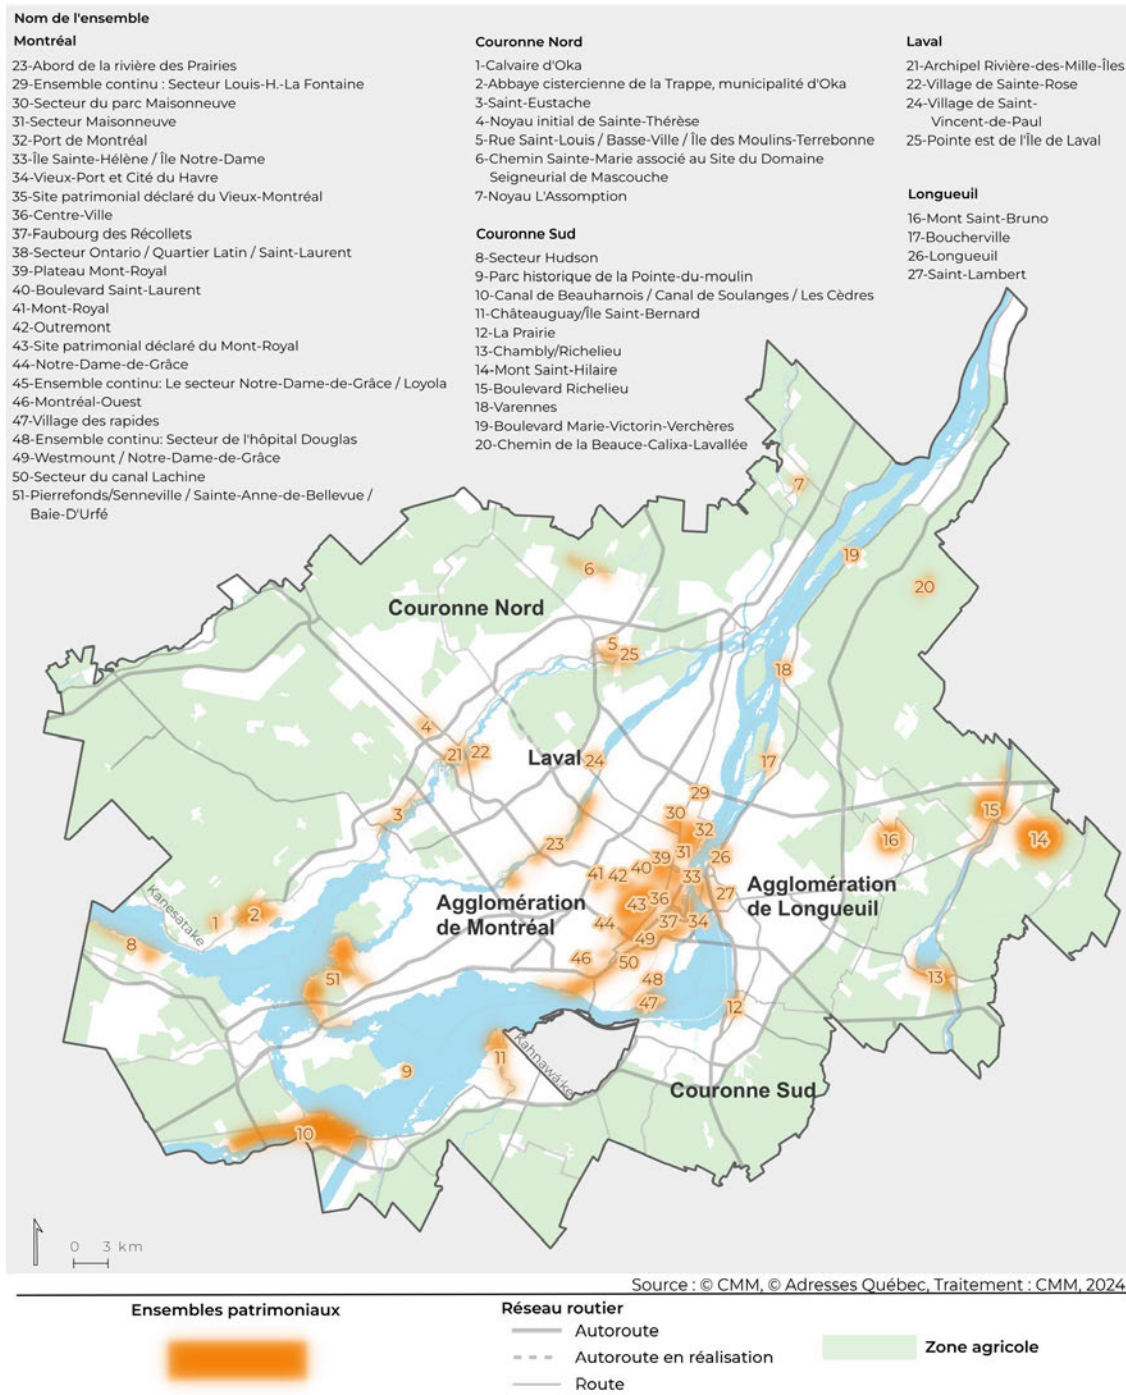 Nom de l'ensemble
Montréal
23-Abord de la rivière des Prairies
29-Ensemble continu : Secteur Louis-H.-La Fontaine
30-Secteur du parc Maisonneuve
31-Secteur Maisonneuve
32-Port de Montréal
33-Île Sainte-Hélène / Île Notre-Dame
34-Vieux-Port et Cité du Havre
35-Site patrimonial déclaré du Vieux-Montréal
36-Centre-Ville
37-Faubourg des Récollets
38-Secteur Ontario / Quartier Latin / Saint-Laurent
39-Plateau Mont-Royal
40-Boulevard Saint-Laurent
41-Mont-Royal
42-Outremont
43-Site patrimonial déclaré du Mont-Royal
44-Notre-Dame-de-Grâce
45-Ensemble continu: Le secteur Notre-Dame-de-Grâce / Loyola
46-Montréal-Ouest
47-Village des rapides
48-Ensemble continu: Secteur de l'hôpital Douglas
49-Westmount / Notre-Dame-de-Grâce
50-Secteur du canal Lachine
51-Pierrefonds/Senneville / Sainte-Anne-de-Bellevue /
Baie-D'Urfé
Couronne Nord
1-Calvaire d'Oka
2-Abbaye cistercienne de la Trappe, municipalité d'Oka
3-Saint-Eustache
4-Noyau initial de Sainte-Thérèse
5-Rue Saint-Louis / Basse-Ville / Île des Moulins-Terrebonne
6-Chemin Sainte-Marie associé au Site du Domaine
Seigneurial de Mascouche
7-Noyau L'Assomption
Couronne Sud
8-Secteur Hudson
9-Parc historique de la Pointe-du-moulin
10-Canal de Beauharnois / Canal de Soulanges / Les Cèdres
11-Châteauguay/Île Saint-Bernard
12-La Prairie
13-Chambly/Richelieu
14-Mont Saint-Hilaire
15-Boulevard Richelieu
18-Varennes
19-Boulevard Marie-Victorin-Verchères
20-Chemin de la Beauce-Calixa-Lavallée
Laval
21-Archipel Rivière-des-Mille-Îles
22-Village de Sainte-Rose
24-Village de Saint-
Vincent-de-Paul
25-Pointe est de l'Île de Laval
Longueuil
16-Mont Saint-Bruno
17-Boucherville
26-Longueuil
27-Saint-Lambert
7
19
6
20
Couronne Nord
5
25
18
4
21
22
Laval
24
17
29
3
30
15
32
14
16
23
31
26
39
40
41
42
33
27
Agglomération
de Montréal
Agglomération
de Longueuil
Kanesatake
1
2
43
36
44
37
34
8
49
46
50
51
48
13
47
12
Kahnawà:ke
11
9
Couronne Sud
10
0 3 km
Source : © CMM, © Adresses Québec, Traitement : CMM, 2024
Ensembles patrimoniaux
Réseau routier
Autoroute
Autoroute en réalisation
Route
Zone agricole